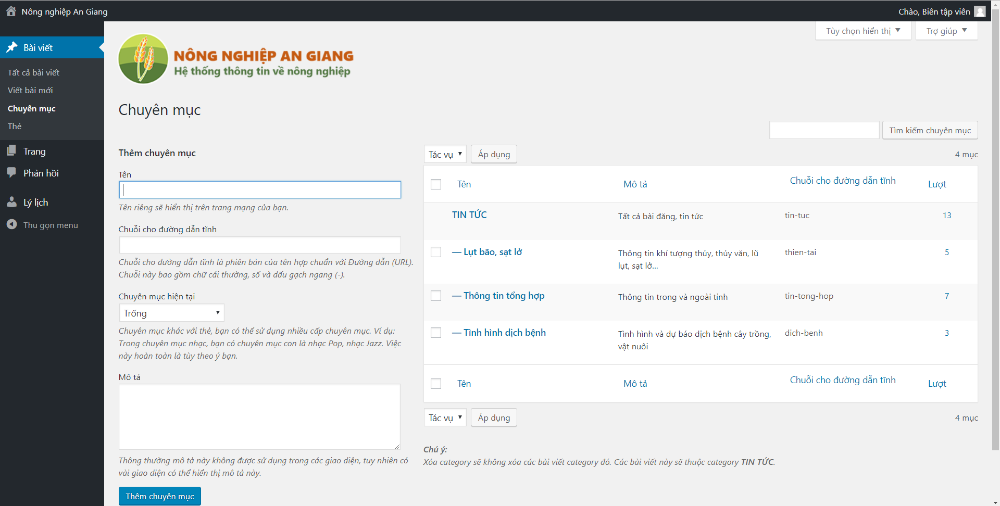 Nông nghiệp An Giang
Chào, Biên tập viên
Bài viết
Tất cả bài viết
Viết bài mới
Chuyên mục
Thẻ
Trang
Phản hồi
Lý lịch
Thu gọn menu
Tùy chọn hiển thị ▼
Trợ giúp ▼
NÔNG NGHIỆP AN GIANG
Hệ thống thông tin về nông nghiệp
Chuyên mục
Tìm kiếm chuyên mục
Thêm chuyên mục
Tên
Tên riêng sẽ hiển thị trên trang mạng của bạn.
Chuỗi cho đường dẫn tĩnh
Chuỗi cho đường dẫn tĩnh là phiên bản của tên hợp chuẩn với Đường dẫn (URL).
Chuỗi này bao gồm chữ cái thường, số và dấu gạch ngang (-).
Chuyên mục hiện tại
Trống
Chuyên mục khác với thẻ, bạn có thể sử dụng nhiều cấp chuyên mục. Ví dụ:
Trong chuyên mục nhạc, bạn có chuyên mục con là nhạc Pop, nhạc Jazz. Việc
này hoàn toàn là tùy theo ý bạn.
Mô tả
Thông thường mô tả này không được sử dụng trong các giao diện, tuy nhiên có
vài giao diện có thể hiển thị mô tả này.
Thêm chuyên mục
Tác vụ Áp dụng 4 mục
Tên Mô tả Chuỗi cho đường dẫn tĩnh Lượt
TIN TỨC Tất cả bài đăng, tin tức tin-tuc 13
— Lụt bão, sạt lở Thông tin khí tượng thủy, thủy văn, lũ thien-tai 5
lụt, sạt lở...
— Thông tin tổng hợp Thông tin trong và ngoài tỉnh tin-tong-hop 7
— Tình hình dịch bệnh Tình hình và dự báo dịch bệnh cây trồng, dich-benh 3
vật nuôi
Tên Mô tả Chuỗi cho đường dẫn tĩnh Lượt
Tác vụ Áp dụng 4 mục
Chú ý:
Xóa category sẽ không xóa các bài viết category đó. Các bài viết này sẽ thuộc category TIN TỨC.